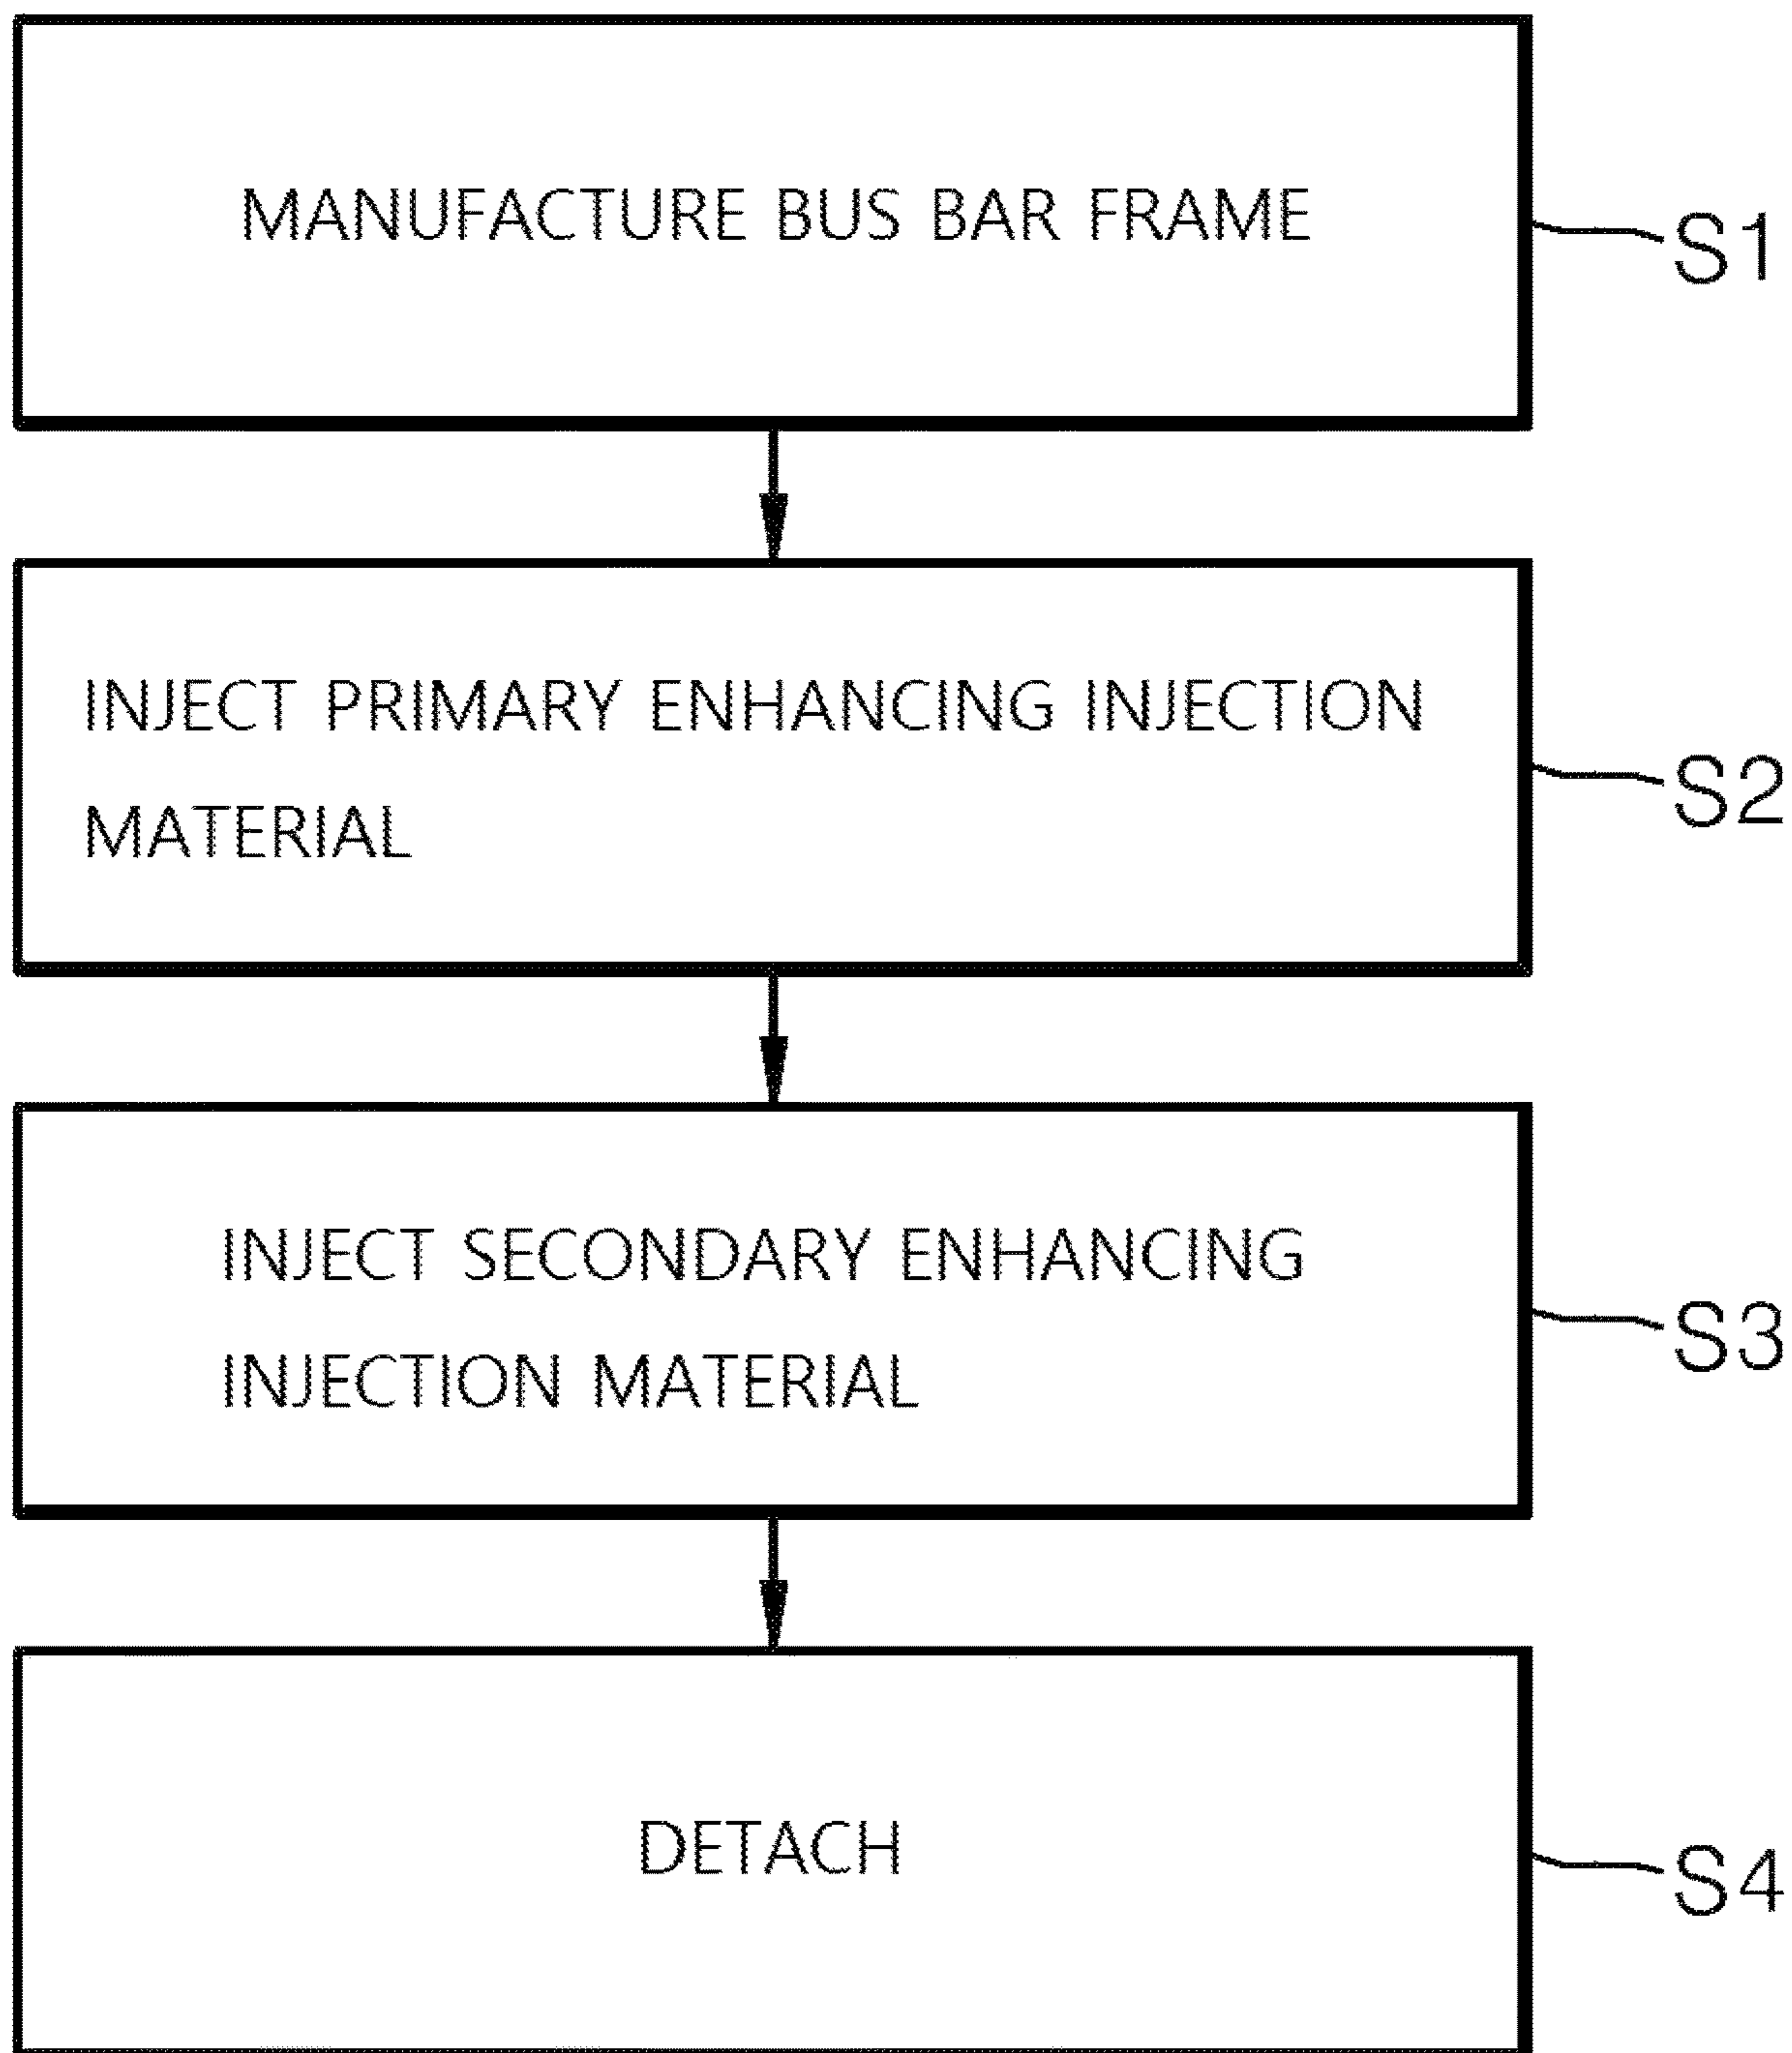 MANUFACTURE BUS BAR FRAME
S1
INJECT PRIMARY ENHANCING INJECTION
MATERIAL
S2
INJECT SECONDARY ENHANCING
INJECTION MATERIAL
S3
DETACH
S4